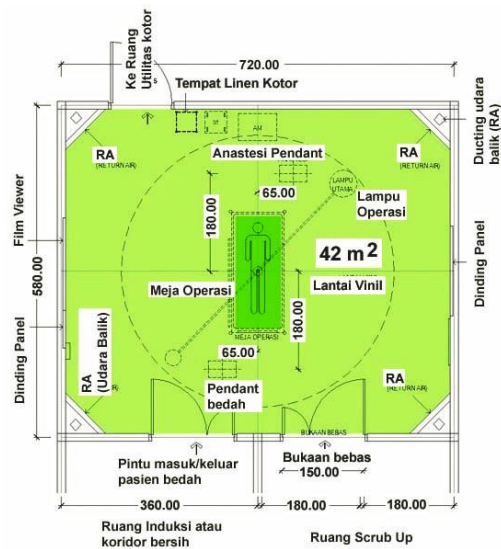 720.00
Ke Ruang
Utilitas kotor
Tempat Linen Kotor
Ducting udara
balik (RA)
AM
Anastesi Pendant
RA
(RETURN AIR)
RA
(RETURN AIR)
65.00
LAMPU
UTAMA
Lampu
Operasi
Film Viewer
180.00
42 m²
Dinding Panel
580.00
Meja Operasi
Lantai Vinil
180.00
MEJA OPERASI
65.00
Dinding Panel
RA
(Udara Balik)
Pendant
bedah
RA
(RETURN AIR)
BUKAAN BEBAS
Pintu masuk/keluar
pasien bedah
Bukaan bebas
150.00
360.00
180.00
180.00
Ruang Induksi atau
koridor bersih
Ruang Scrub Up